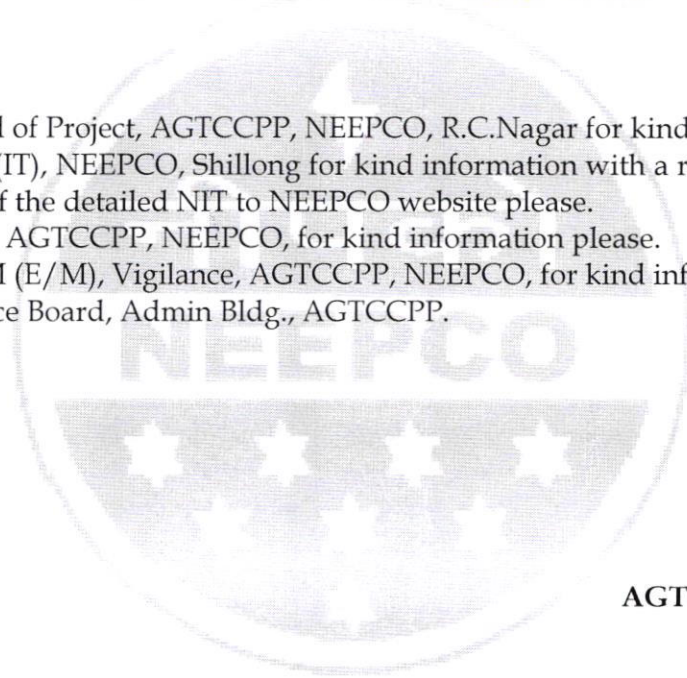 l of Project, AGTCCPP, NEEPCO, R.C.Nagar for kind
(IT), NEEPCO, Shillong for kind information with a r
f the detailed NIT to NEEPCO website please.
AGTCCPP, NEEPCO, for kind information please.
M (E/M), Vigilance, AGTCCPP, NEEPCO, for kind inf
ce Board, Admin Bldg., AGTCCPP.
NEEPCO
AGT